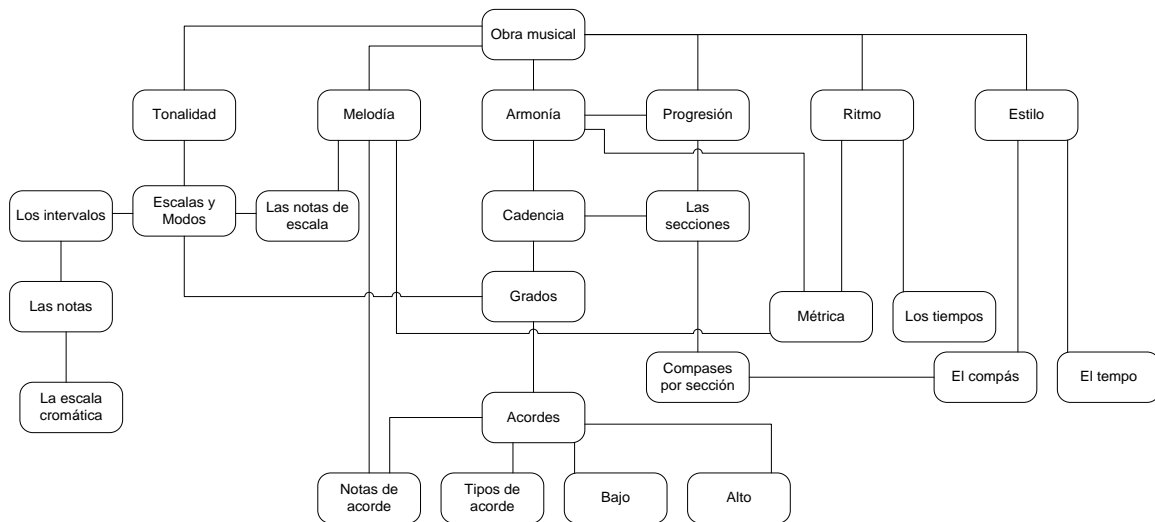 Obra musical
Tonalidad
Melodía
Armonía
Progresión
Ritmo
Estilo
Los intervalos
Escalas y
Modos
Las notas de
escala
Cadencia
Las
secciones
Las notas
Grados
Métrica
Los tiempos
La escala
cromática
Compases
por sección
El compás
El tempo
Acordes
Notas de
acorde
Tipos de
acorde
Bajo
Alto